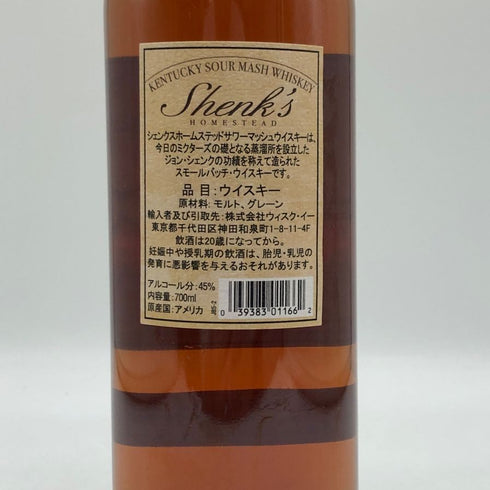 KENTUCKY SOUR MASH WHISKEY
Shenk's
HOMESTEAD
シェンクスホームステッドサワーマッシュウイスキーは、
今日のミクターズの礎となる蒸溜所を設立した
ジョン・シェンクの功績を称えて造られた
スモールバッチ・ウイスキーです。
品目：ウイスキー
原材料：モルト、グレーン
輸入者及び引取先：株式会社ウィスク・イー
東京都千代田区神田和泉町1-8-11-4F
飲酒は20歳になってから。
妊娠中や授乳期の飲酒は、胎児・乳児の
発育に悪影響を与えるおそれがあります。
アルコール分：45%
内容量：700ml
原産国：アメリカ
0 39383 01166 2